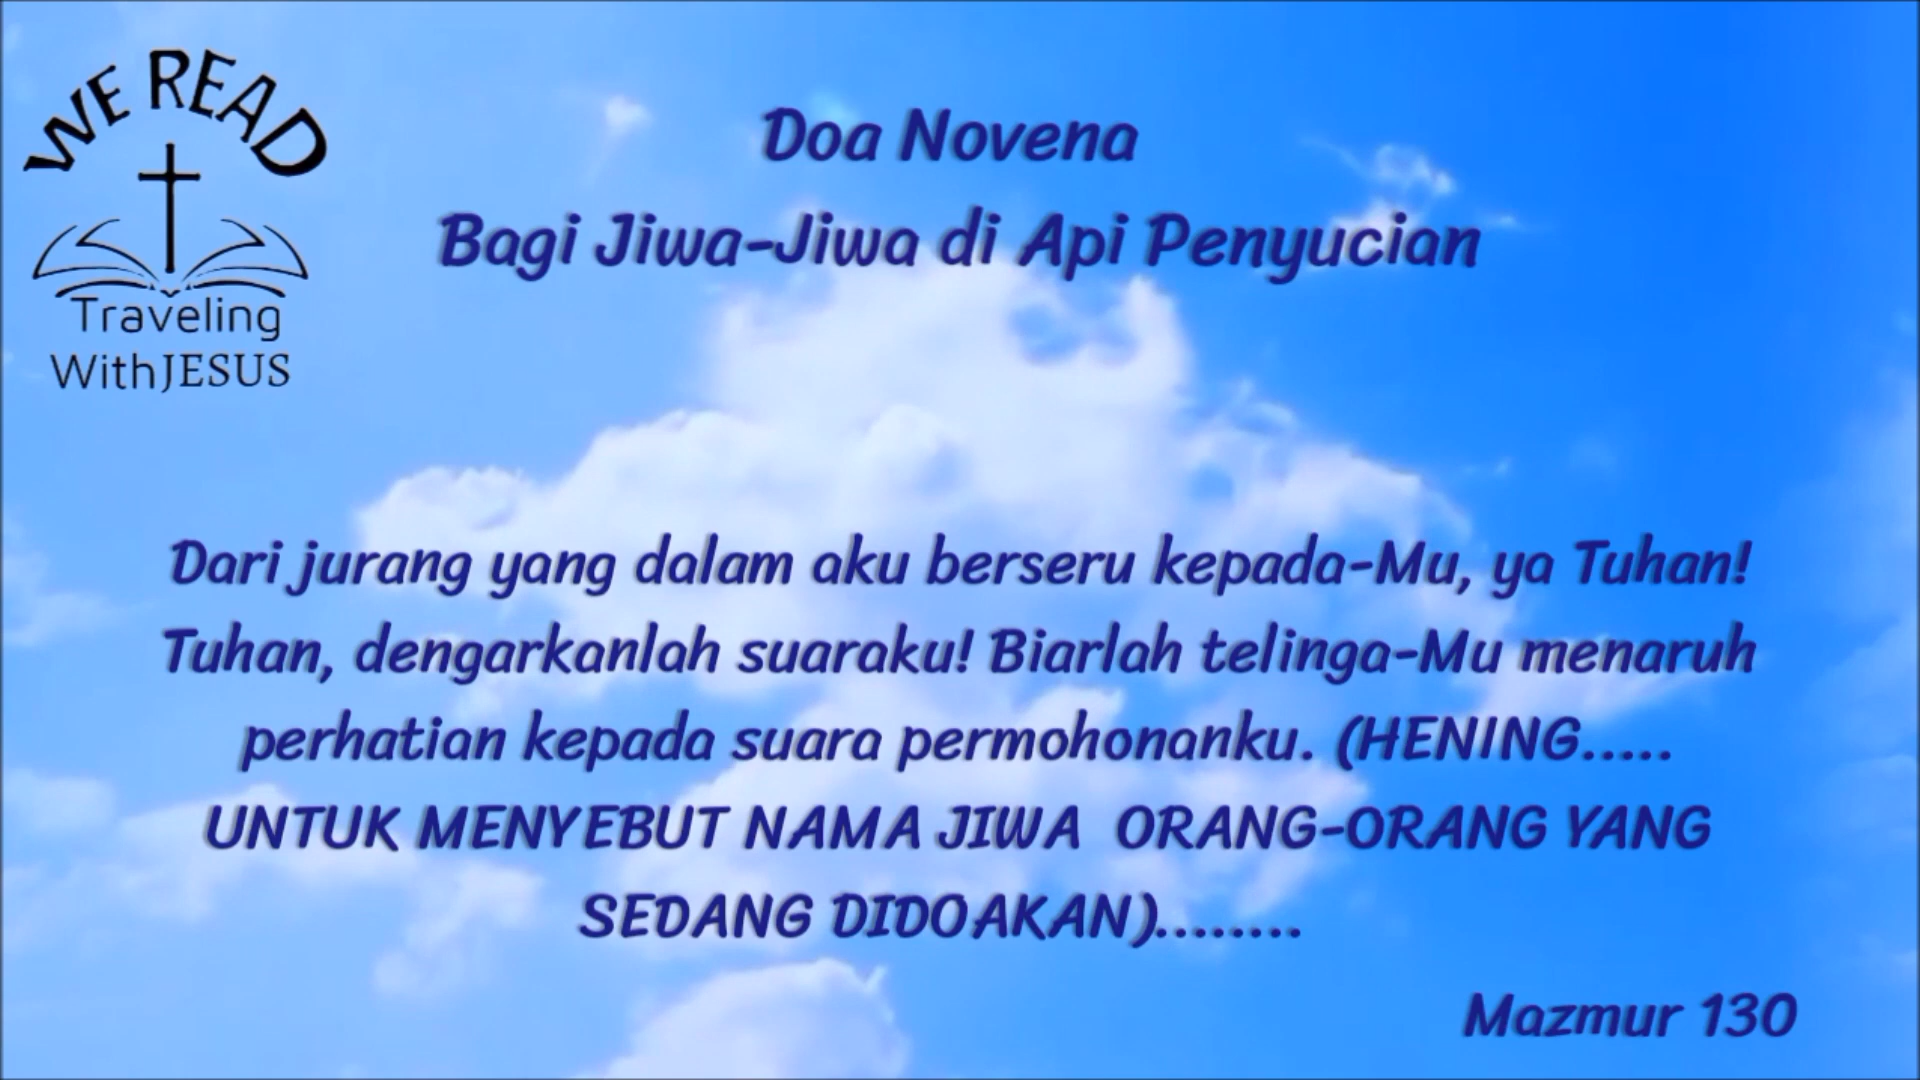 WE READ
Traveling
WithJESUS
Doa Novena
Bagi Jiwa-Jiwa di Api Penyucian
Dari jurang yang dalam aku berseru kepada-Mu, ya Tuhan!
Tuhan, dengarkanlah suaraku! Biarlah telinga-Mu menaruh
perhatian kepada suara permohonanku. (HENING.....
UNTUK MENYEBUT NAMA JIWA  ORANG-ORANG YANG
SEDANG DIDOAKAN)........
Mazmur 130